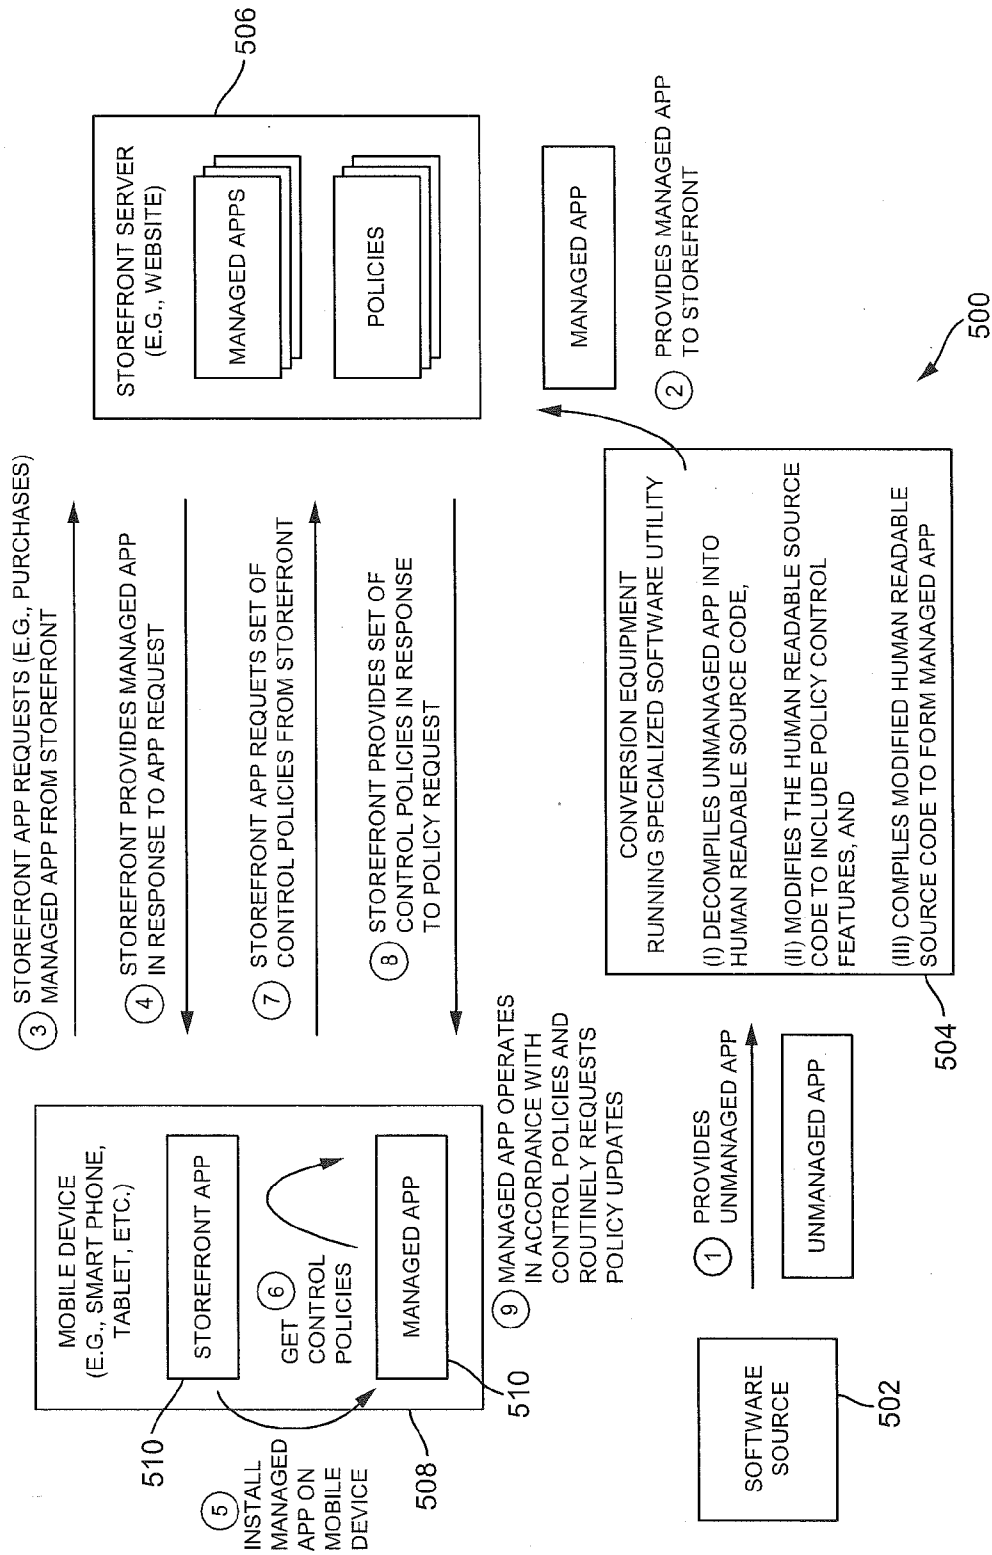 MOBILE DEVICE
(E.G., SMART PHONE,
TABLET, ETC.)
STOREFRONT APP
510
GET
6
CONTROL
POLICIES
MANAGED APP
510
508
5
INSTALL
MANAGED
APP ON
MOBILE
DEVICE
3
STOREFRONT APP REQUESTS (E.G., PURCHASES)
MANAGED APP FROM STOREFRONT
4
STOREFRONT PROVIDES MANAGED APP
IN RESPONSE TO APP REQUEST
7
STOREFRONT APP REQUETS SET OF
CONTROL POLICIES FROM STOREFRONT
8
STOREFRONT PROVIDES SET OF
CONTROL POLICIES IN RESPONSE
TO POLICY REQUEST
9
MANAGED APP OPERATES
IN ACCORDANCE WITH
CONTROL POLICIES AND
ROUTINELY REQUESTS
POLICY UPDATES
STOREFRONT SERVER
(E.G., WEBSITE)
MANAGED APPS
POLICIES
506
MANAGED APP
2
PROVIDES MANAGED APP
TO STOREFRONT
SOFTWARE
SOURCE
502
1
PROVIDES
UNMANAGED APP
UNMANAGED APP
CONVERSION EQUIPMENT
RUNNING SPECIALIZED SOFTWARE UTILITY
(I) DECOMPILES UNMANAGED APP INTO
HUMAN READABLE SOURCE CODE,
(II) MODIFIES THE HUMAN READABLE SOURCE
CODE TO INCLUDE POLICY CONTROL
FEATURES, AND
(III) COMPILES MODIFIED HUMAN READABLE
SOURCE CODE TO FORM MANAGED APP
504
500